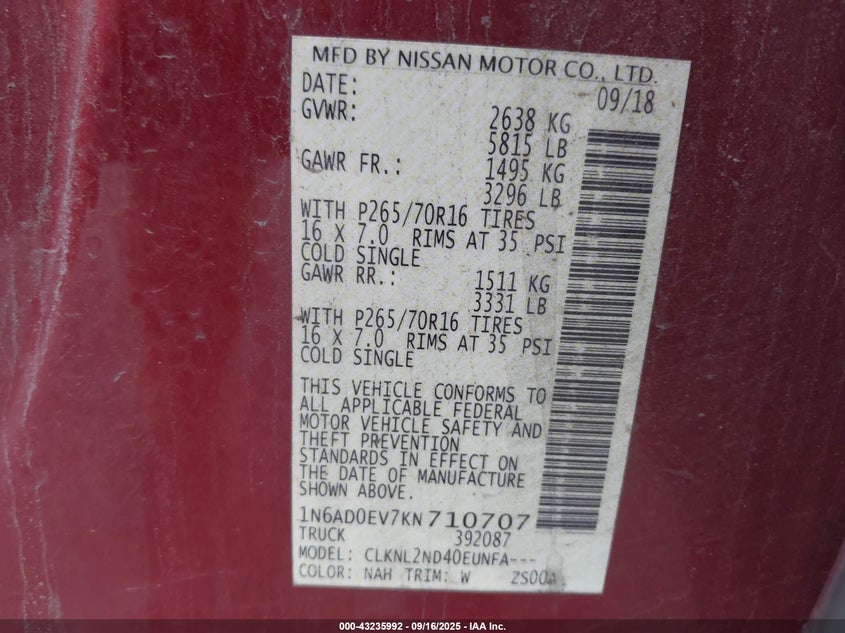 MFD BY NISSAN MOTOR CO., LTD.
DATE: 09/18
GVWR: 2638 KG
5815 LB
GAWR FR.: 1495 KG
3296 LB
WITH P265/70R16 TIRES
16 X 7.0 RIMS AT 35 PSI
COLD SINGLE
GAWR RR.: 1511 KG
3331 LB
WITH P265/70R16 TIRES
16 X 7.0 RIMS AT 35 PSI
COLD SINGLE
THIS VEHICLE CONFORMS TO
ALL APPLICABLE FEDERAL
MOTOR VEHICLE SAFETY AND
THEFT PREVENTION
STANDARDS IN EFFECT ON
THE DATE OF MANUFACTURE
SHOWN ABOVE.
1N6AD0EV7KN710707
TRUCK 392087
MODEL: CLKNL2ND40EUNFA---
COLOR: NAH TRIM: W ZS00A
000-43235992 - 09/16/2025 - IAA Inc.